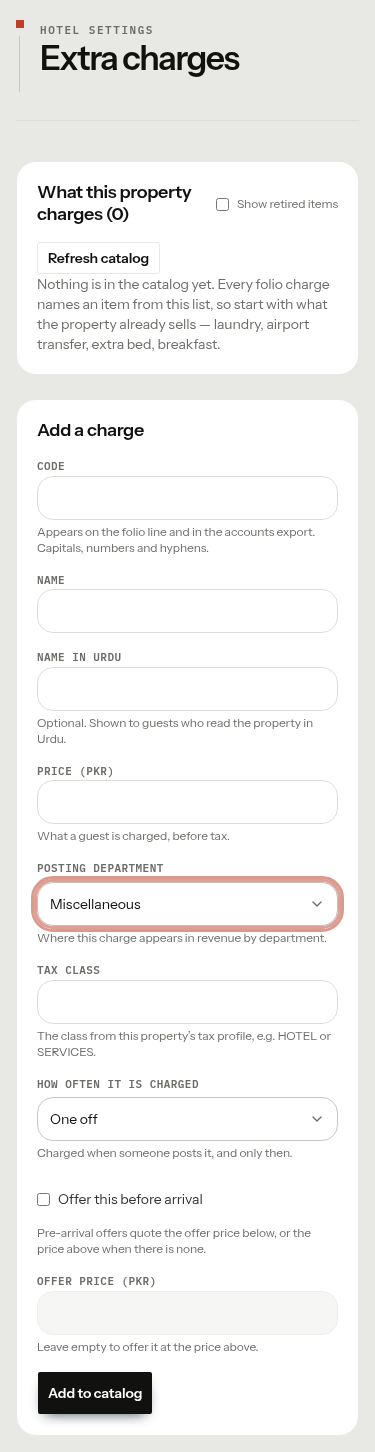 HOTEL SETTINGS
Extra charges
What this property
charges (0)
Show retired items
Refresh catalog
Nothing is in the catalog yet. Every folio charge
names an item from this list, so start with what
the property already sells — laundry, airport
transfer, extra bed, breakfast.
Add a charge
CODE
Appears on the folio line and in the accounts export.
Capitals, numbers and hyphens.
NAME
NAME IN URDU
Optional. Shown to guests who read the property in
Urdu.
PRICE (PKR)
What a guest is charged, before tax.
POSTING DEPARTMENT
Miscellaneous
Where this charge appears in revenue by department.
TAX CLASS
The class from this property's tax profile, e.g. HOTEL or
SERVICES.
HOW OFTEN IT IS CHARGED
One off
Charged when someone posts it, and only then.
Offer this before arrival
Pre-arrival offers quote the offer price below, or the
price above when there is none.
OFFER PRICE (PKR)
Leave empty to offer it at the price above.
Add to catalog